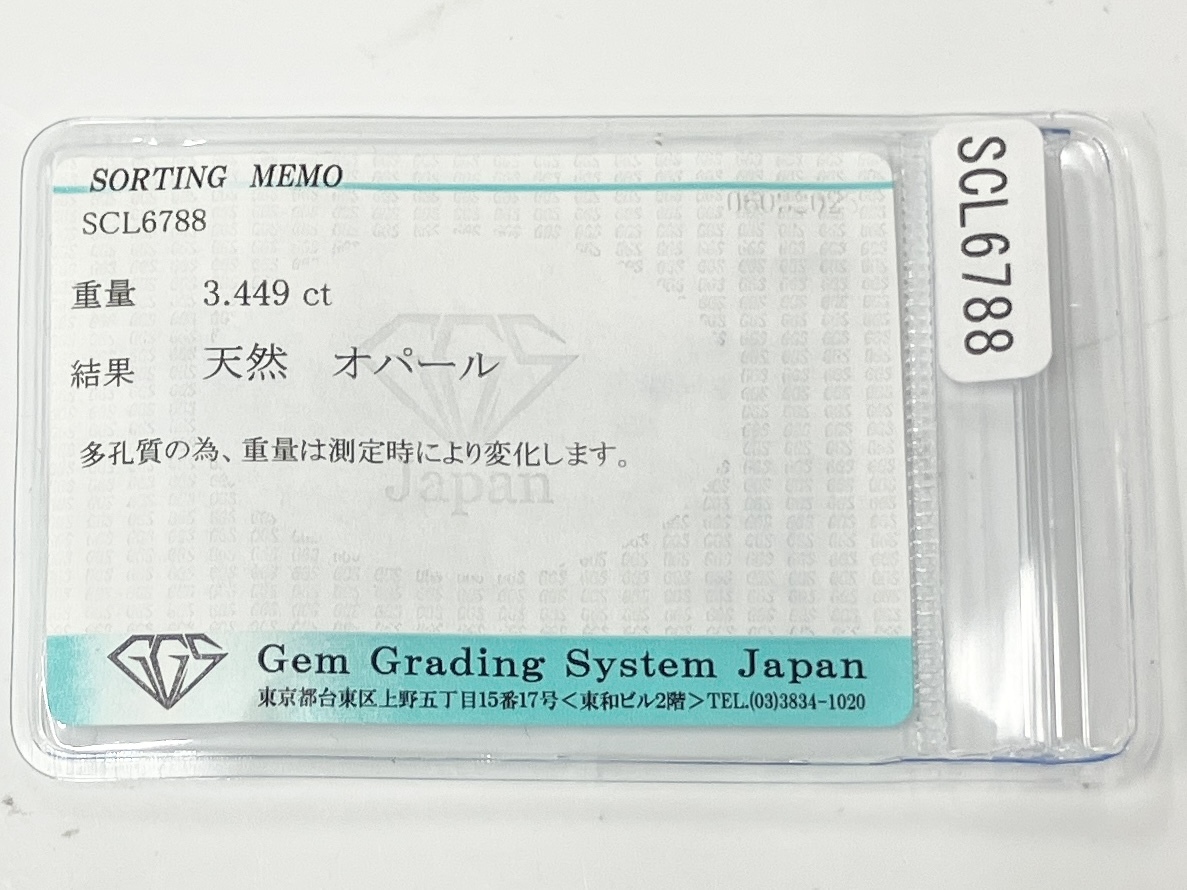 SORTING MEMO
SCL6788
重量 3.449 ct
結果 天然 オパール
多孔質の為、重量は測定時により変化します。
GGS
Japan
GGS
Gem Grading System Japan
東京都台東区上野五丁目15番17号<東和ビル2階>TEL.(03)3834-1020
SCL6788